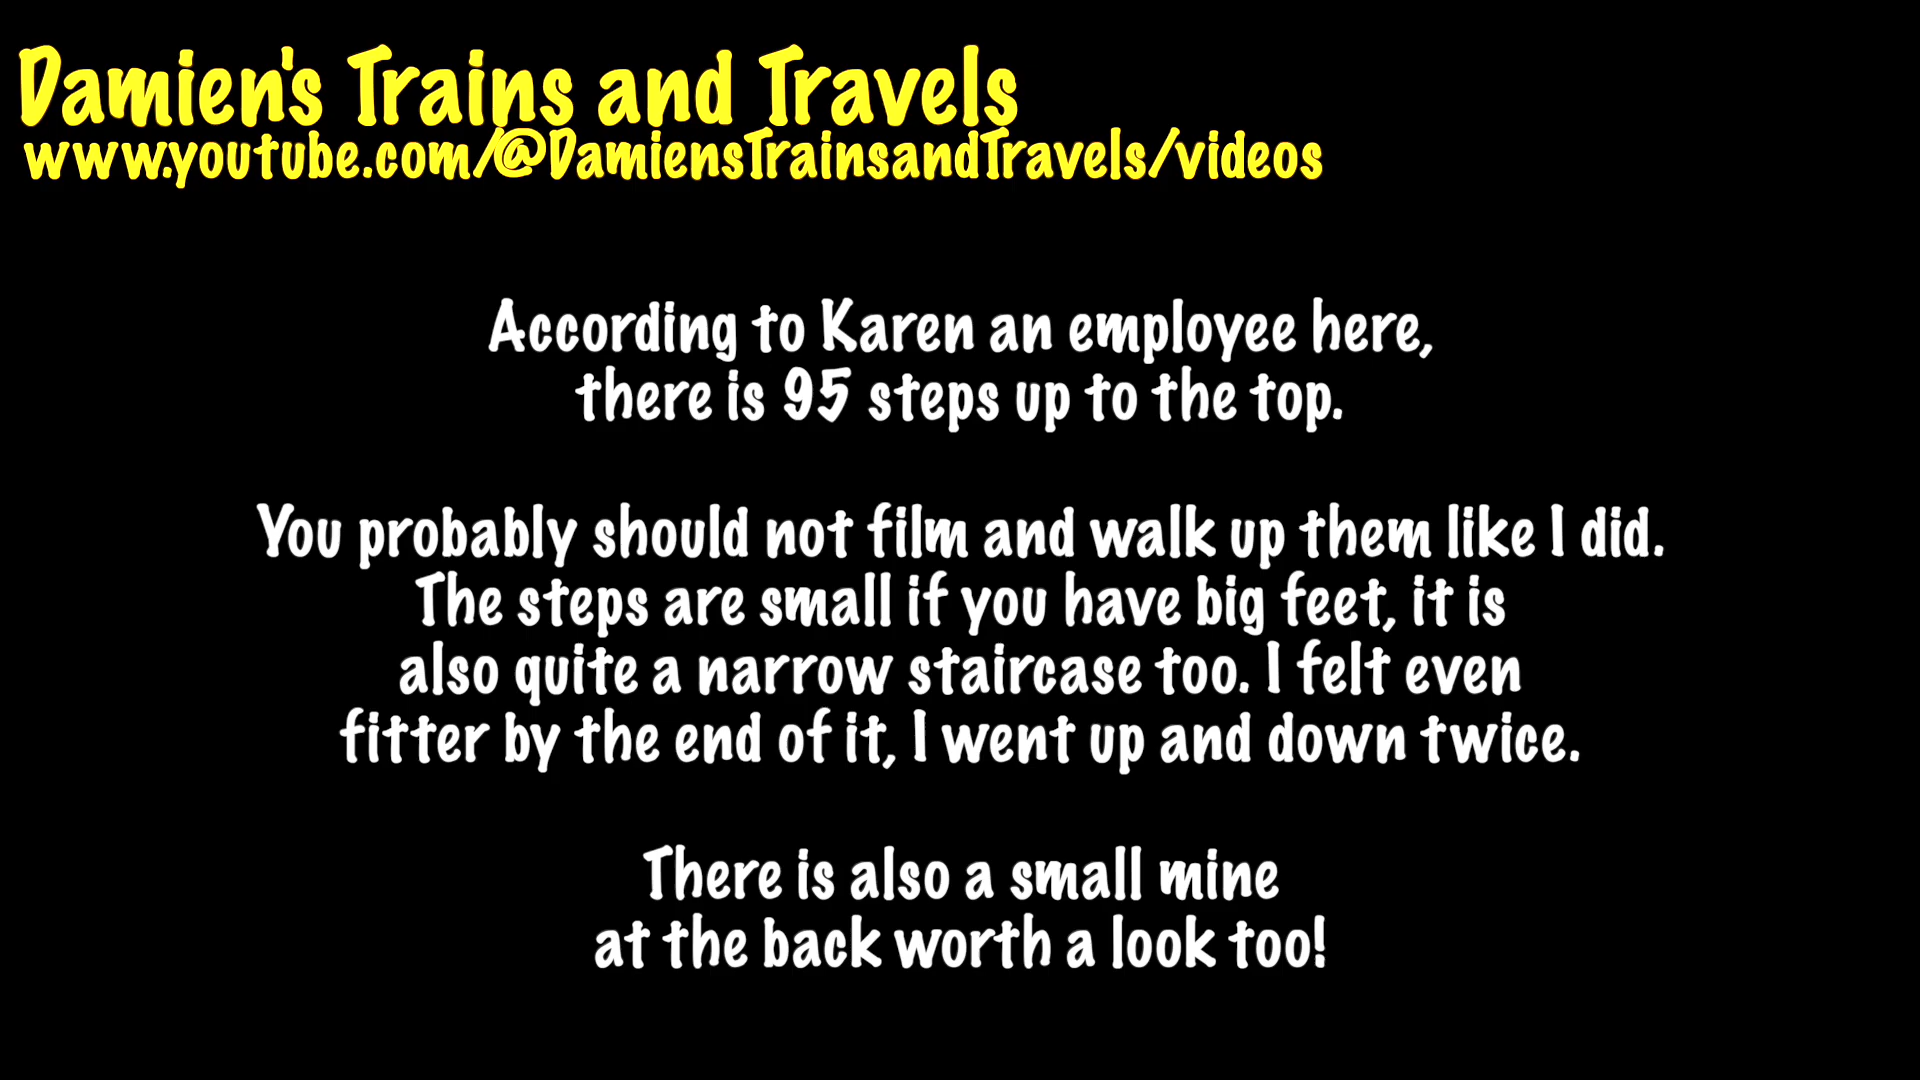 Damien's Trains and Travels
www.youtube.com/@DamiensTrainsandTravels/videos
According to Karen an employee here,
there is 95 steps up to the top.
You probably should not film and walk up them like I did.
The steps are small if you have big feet, it is
also quite a narrow staircase too. I felt even
fitter by the end of it, I went up and down twice.
There is also a small mine
at the back worth a look too!